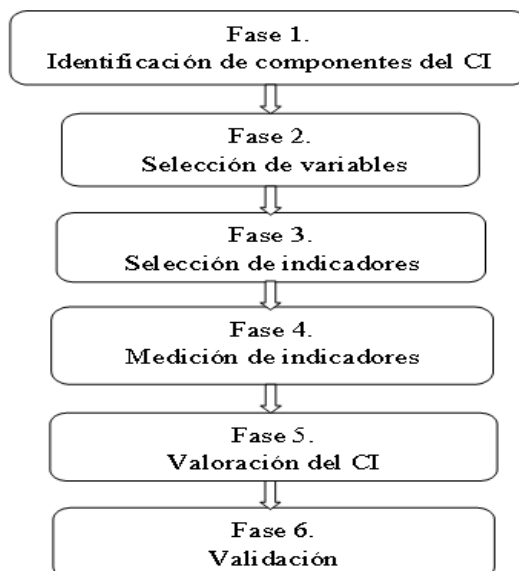 Fase 1.
Identificación de componentes del CI
Fase 2.
Selección de variables
Fase 3.
Selección de indicadores
Fase 4.
Medición de indicadores
Fase 5.
Valoración del CI
Fase 6.
Validación